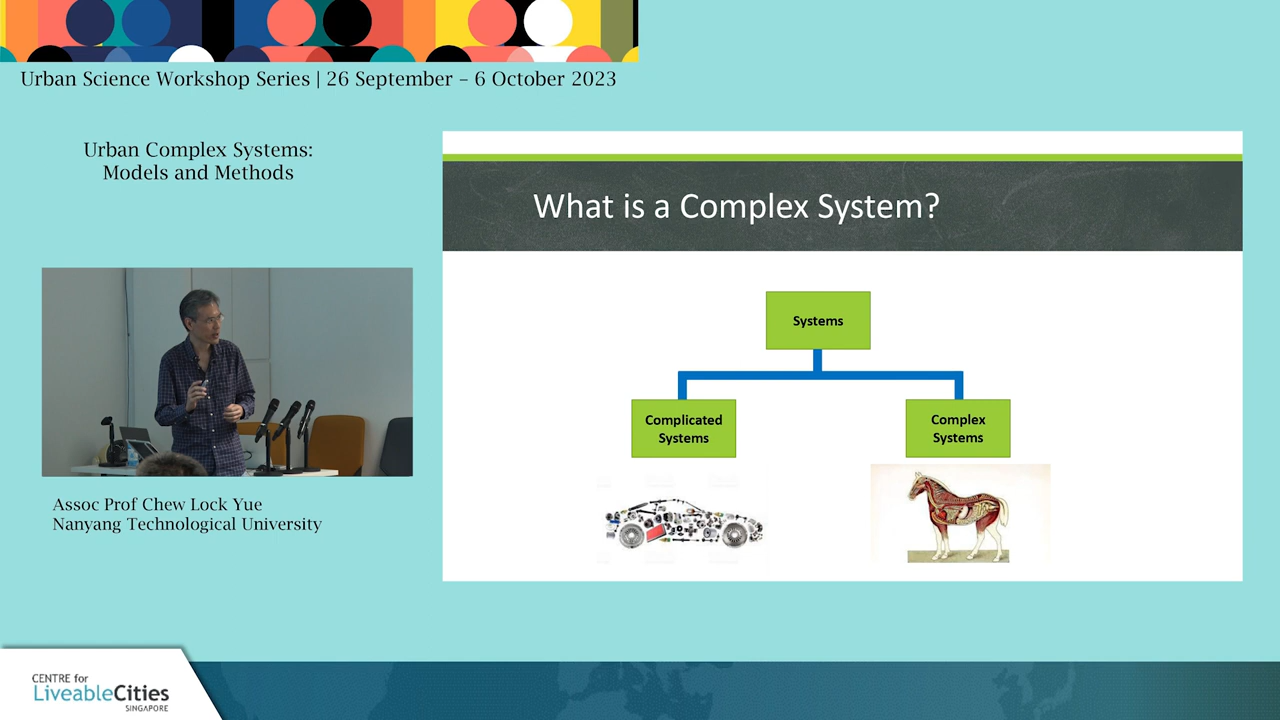 Urban Science Workshop Series | 26 September – 6 October 2023
Urban Complex Systems:
Models and Methods
What is a Complex System?
Systems
Complicated
Systems
Complex
Systems
Assoc Prof Chew Lock Yue
Nanyang Technological University
CENTRE for
LiveableCities
SINGAPORE